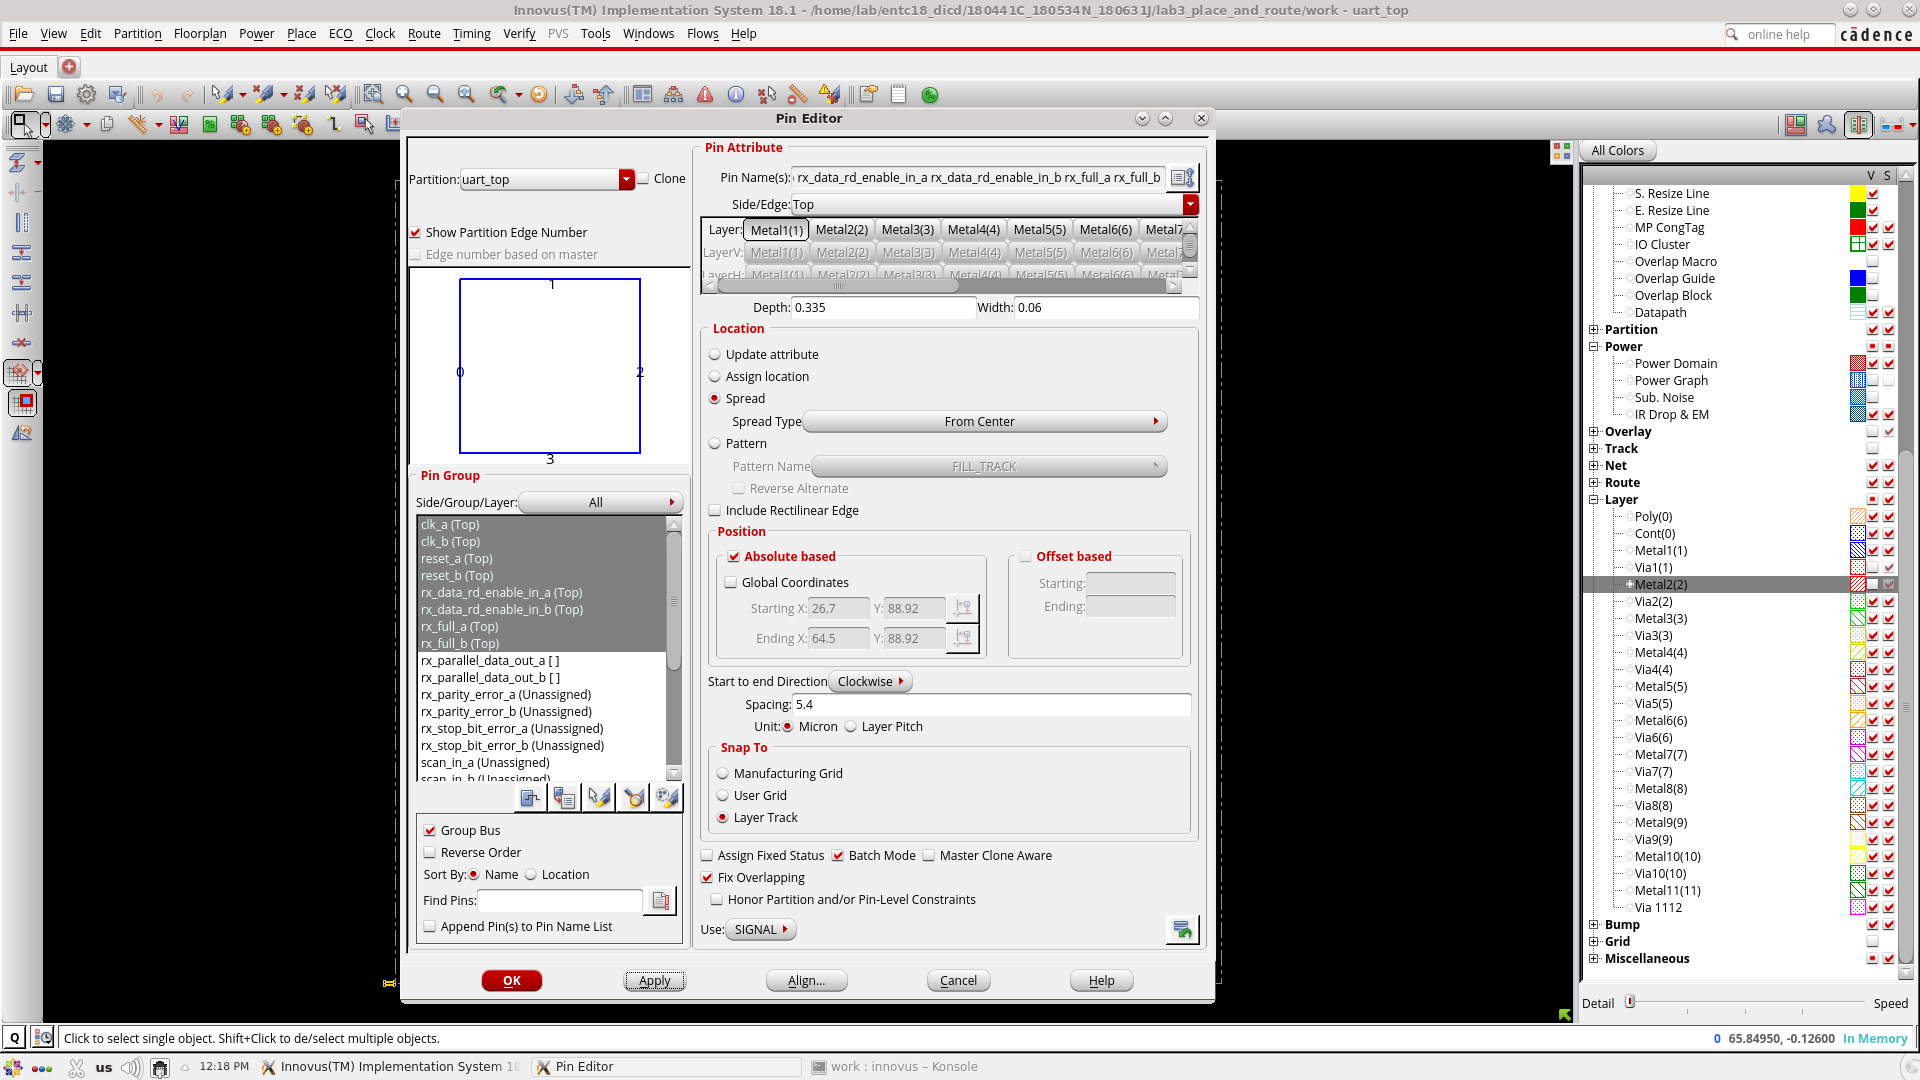 Innovus(TM) Implementation System 18.1 - /home/lab/entc18_dicd/180441C_180534N_180631J/lab3_place_and_route/work - uart_top
File View Edit Partition Floorplan Power Place ECO Clock Route Timing Verify PVS Tools Windows Flows Help
online help
cādence
Layout
Pin Editor
Partition: uart_top
Clone
Show Partition Edge Number
Edge number based on master
1
0
2
3
Pin Group
Side/Group/Layer: All
clk_a (Top)
clk_b (Top)
reset_a (Top)
reset_b (Top)
rx_data_rd_enable_in_a (Top)
rx_data_rd_enable_in_b (Top)
rx_full_a (Top)
rx_full_b (Top)
rx_parallel_data_out_a [ ]
rx_parallel_data_out_b [ ]
rx_parity_error_a (Unassigned)
rx_parity_error_b (Unassigned)
rx_stop_bit_error_a (Unassigned)
rx_stop_bit_error_b (Unassigned)
scan_in_a (Unassigned)
scan_in_b (Unassigned)
Group Bus
Reverse Order
Sort By: Name Location
Find Pins:
Append Pin(s) to Pin Name List
Pin Attribute
Pin Name(s): rx_data_rd_enable_in_a rx_data_rd_enable_in_b rx_full_a rx_full_b
Side/Edge: Top
Layer: Metal1(1) Metal2(2) Metal3(3) Metal4(4) Metal5(5) Metal6(6) Metal7
LayerV: Metal1(1) Metal2(2) Metal3(3) Metal4(4) Metal5(5) Metal6(6) Metal7
LayerH: Metal1(1) Metal2(2) Metal3(3) Metal4(4) Metal5(5) Metal6(6) Metal7
Depth: 0.335 Width: 0.06
Location
Update attribute
Assign location
Spread
Spread Type From Center
Pattern
Pattern Name FILL_TRACK
Reverse Alternate
Include Rectilinear Edge
Position
Absolute based
Global Coordinates
Starting X: 26.7 Y: 88.92
Ending X: 64.5 Y: 88.92
Offset based
Starting:
Ending:
Start to end Direction Clockwise
Spacing: 5.4
Unit: Micron Layer Pitch
Snap To
Manufacturing Grid
User Grid
Layer Track
Assign Fixed Status Batch Mode Master Clone Aware
Fix Overlapping
Honor Partition and/or Pin-Level Constraints
Use: SIGNAL
OK Apply Align... Cancel Help
All Colors
V S
S. Resize Line
E. Resize Line
MP CongTag
IO Cluster
Overlap Macro
Overlap Guide
Overlap Block
Datapath
Partition
Power
Power Domain
Power Graph
Sub. Noise
IR Drop & EM
Overlay
Track
Net
Route
Layer
Poly(0)
Cont(0)
Metal1(1)
Via1(1)
Metal2(2)
Via2(2)
Metal3(3)
Via3(3)
Metal4(4)
Via4(4)
Metal5(5)
Via5(5)
Metal6(6)
Via6(6)
Metal7(7)
Via7(7)
Metal8(8)
Via8(8)
Metal9(9)
Via9(9)
Metal10(10)
Via10(10)
Metal11(11)
Via 1112
Bump
Grid
Miscellaneous
Detail Speed
Q
Click to select single object. Shift+Click to de/select multiple objects.
0 65.84950, -0.12600 In Memory
us
12:18 PM
Innovus(TM) Implementation System 18
Pin Editor
work : innovus – Konsole